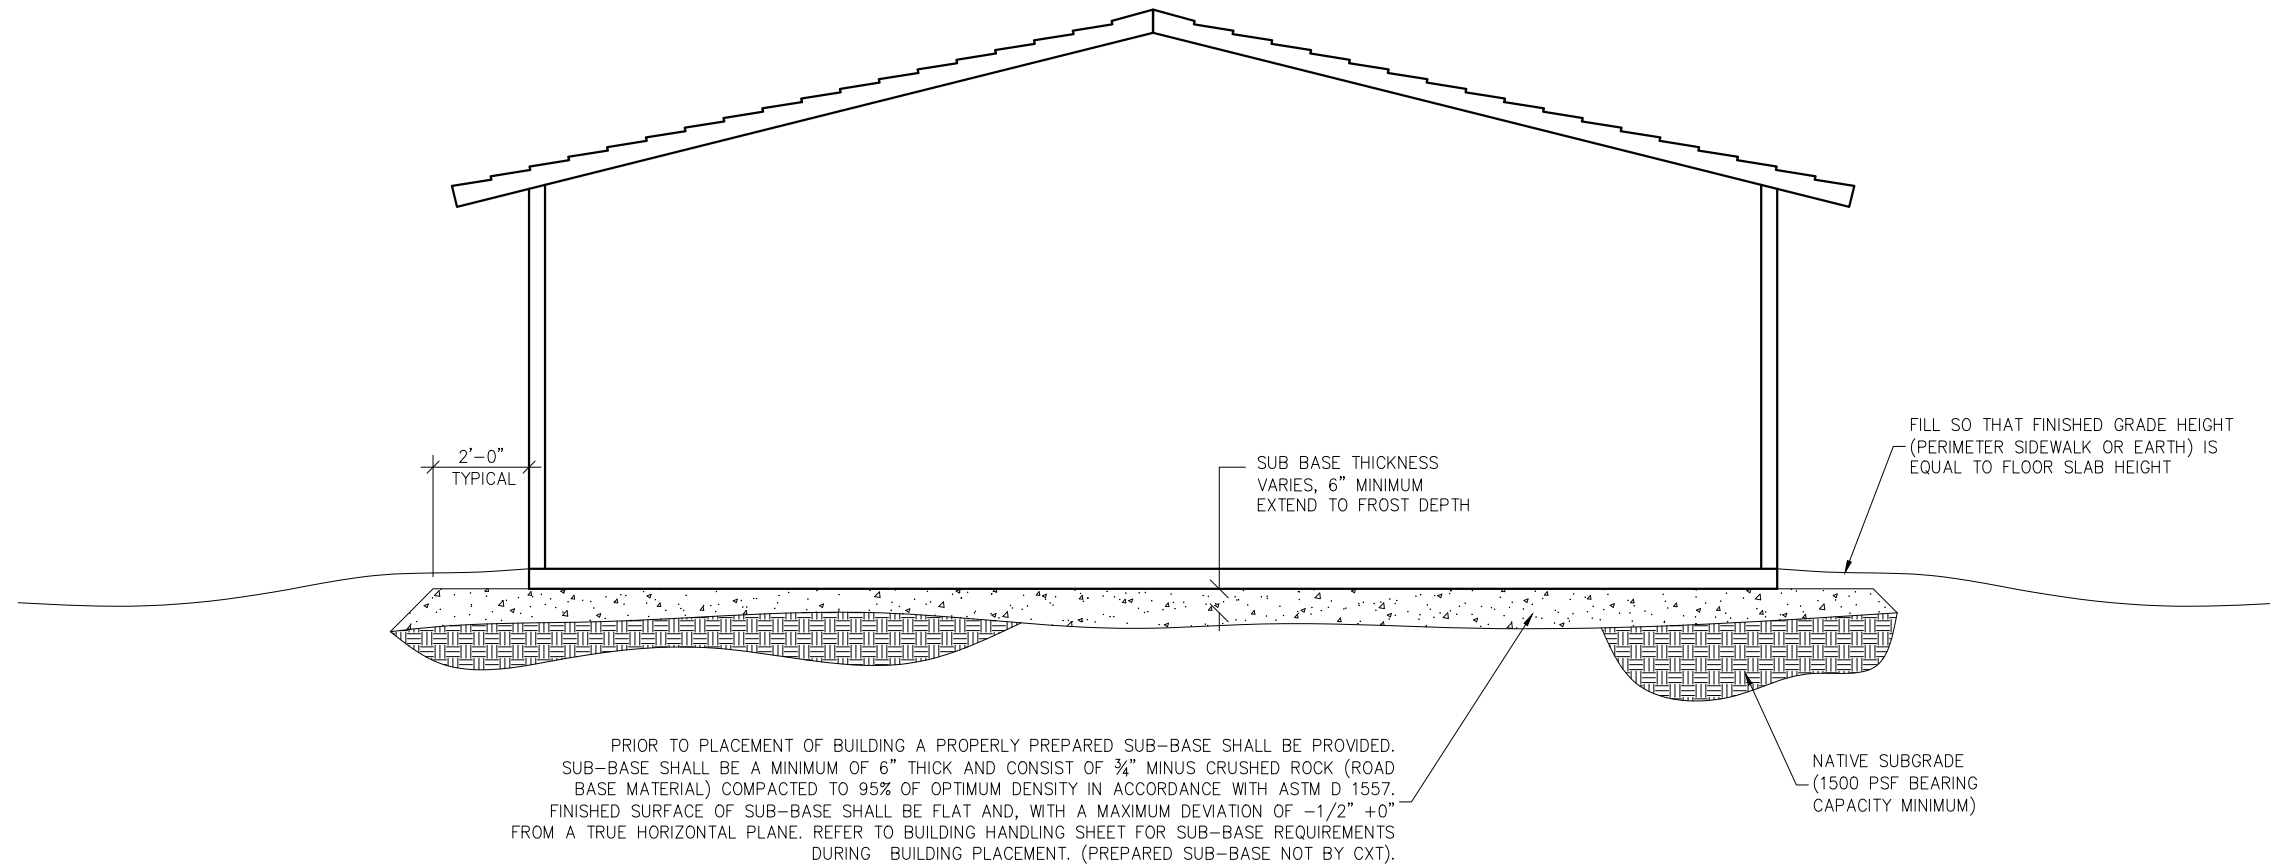 FILL SO THAT FINISHED GRADE HEIGHT
(PERIMETER SIDEWALK OR EARTH) IS
EQUAL TO FLOOR SLAB HEIGHT
2'-0"
TYPICAL
SUB BASE THICKNESS
VARIES, 6" MINIMUM
EXTEND TO FROST DEPTH
PRIOR TO PLACEMENT OF BUILDING A PROPERLY PREPARED SUB-BASE SHALL BE PROVIDED.
SUB-BASE SHALL BE A MINIMUM OF 6" THICK AND CONSIST OF ¾" MINUS CRUSHED ROCK (ROAD
BASE MATERIAL) COMPACTED TO 95% OF OPTIMUM DENSITY IN ACCORDANCE WITH ASTM D 1557.
FINISHED SURFACE OF SUB-BASE SHALL BE FLAT AND, WITH A MAXIMUM DEVIATION OF -1/2" +0"
FROM A TRUE HORIZONTAL PLANE. REFER TO BUILDING HANDLING SHEET FOR SUB-BASE REQUIREMENTS
DURING BUILDING PLACEMENT. (PREPARED SUB-BASE NOT BY CXT).
NATIVE SUBGRADE
(1500 PSF BEARING
CAPACITY MINIMUM)